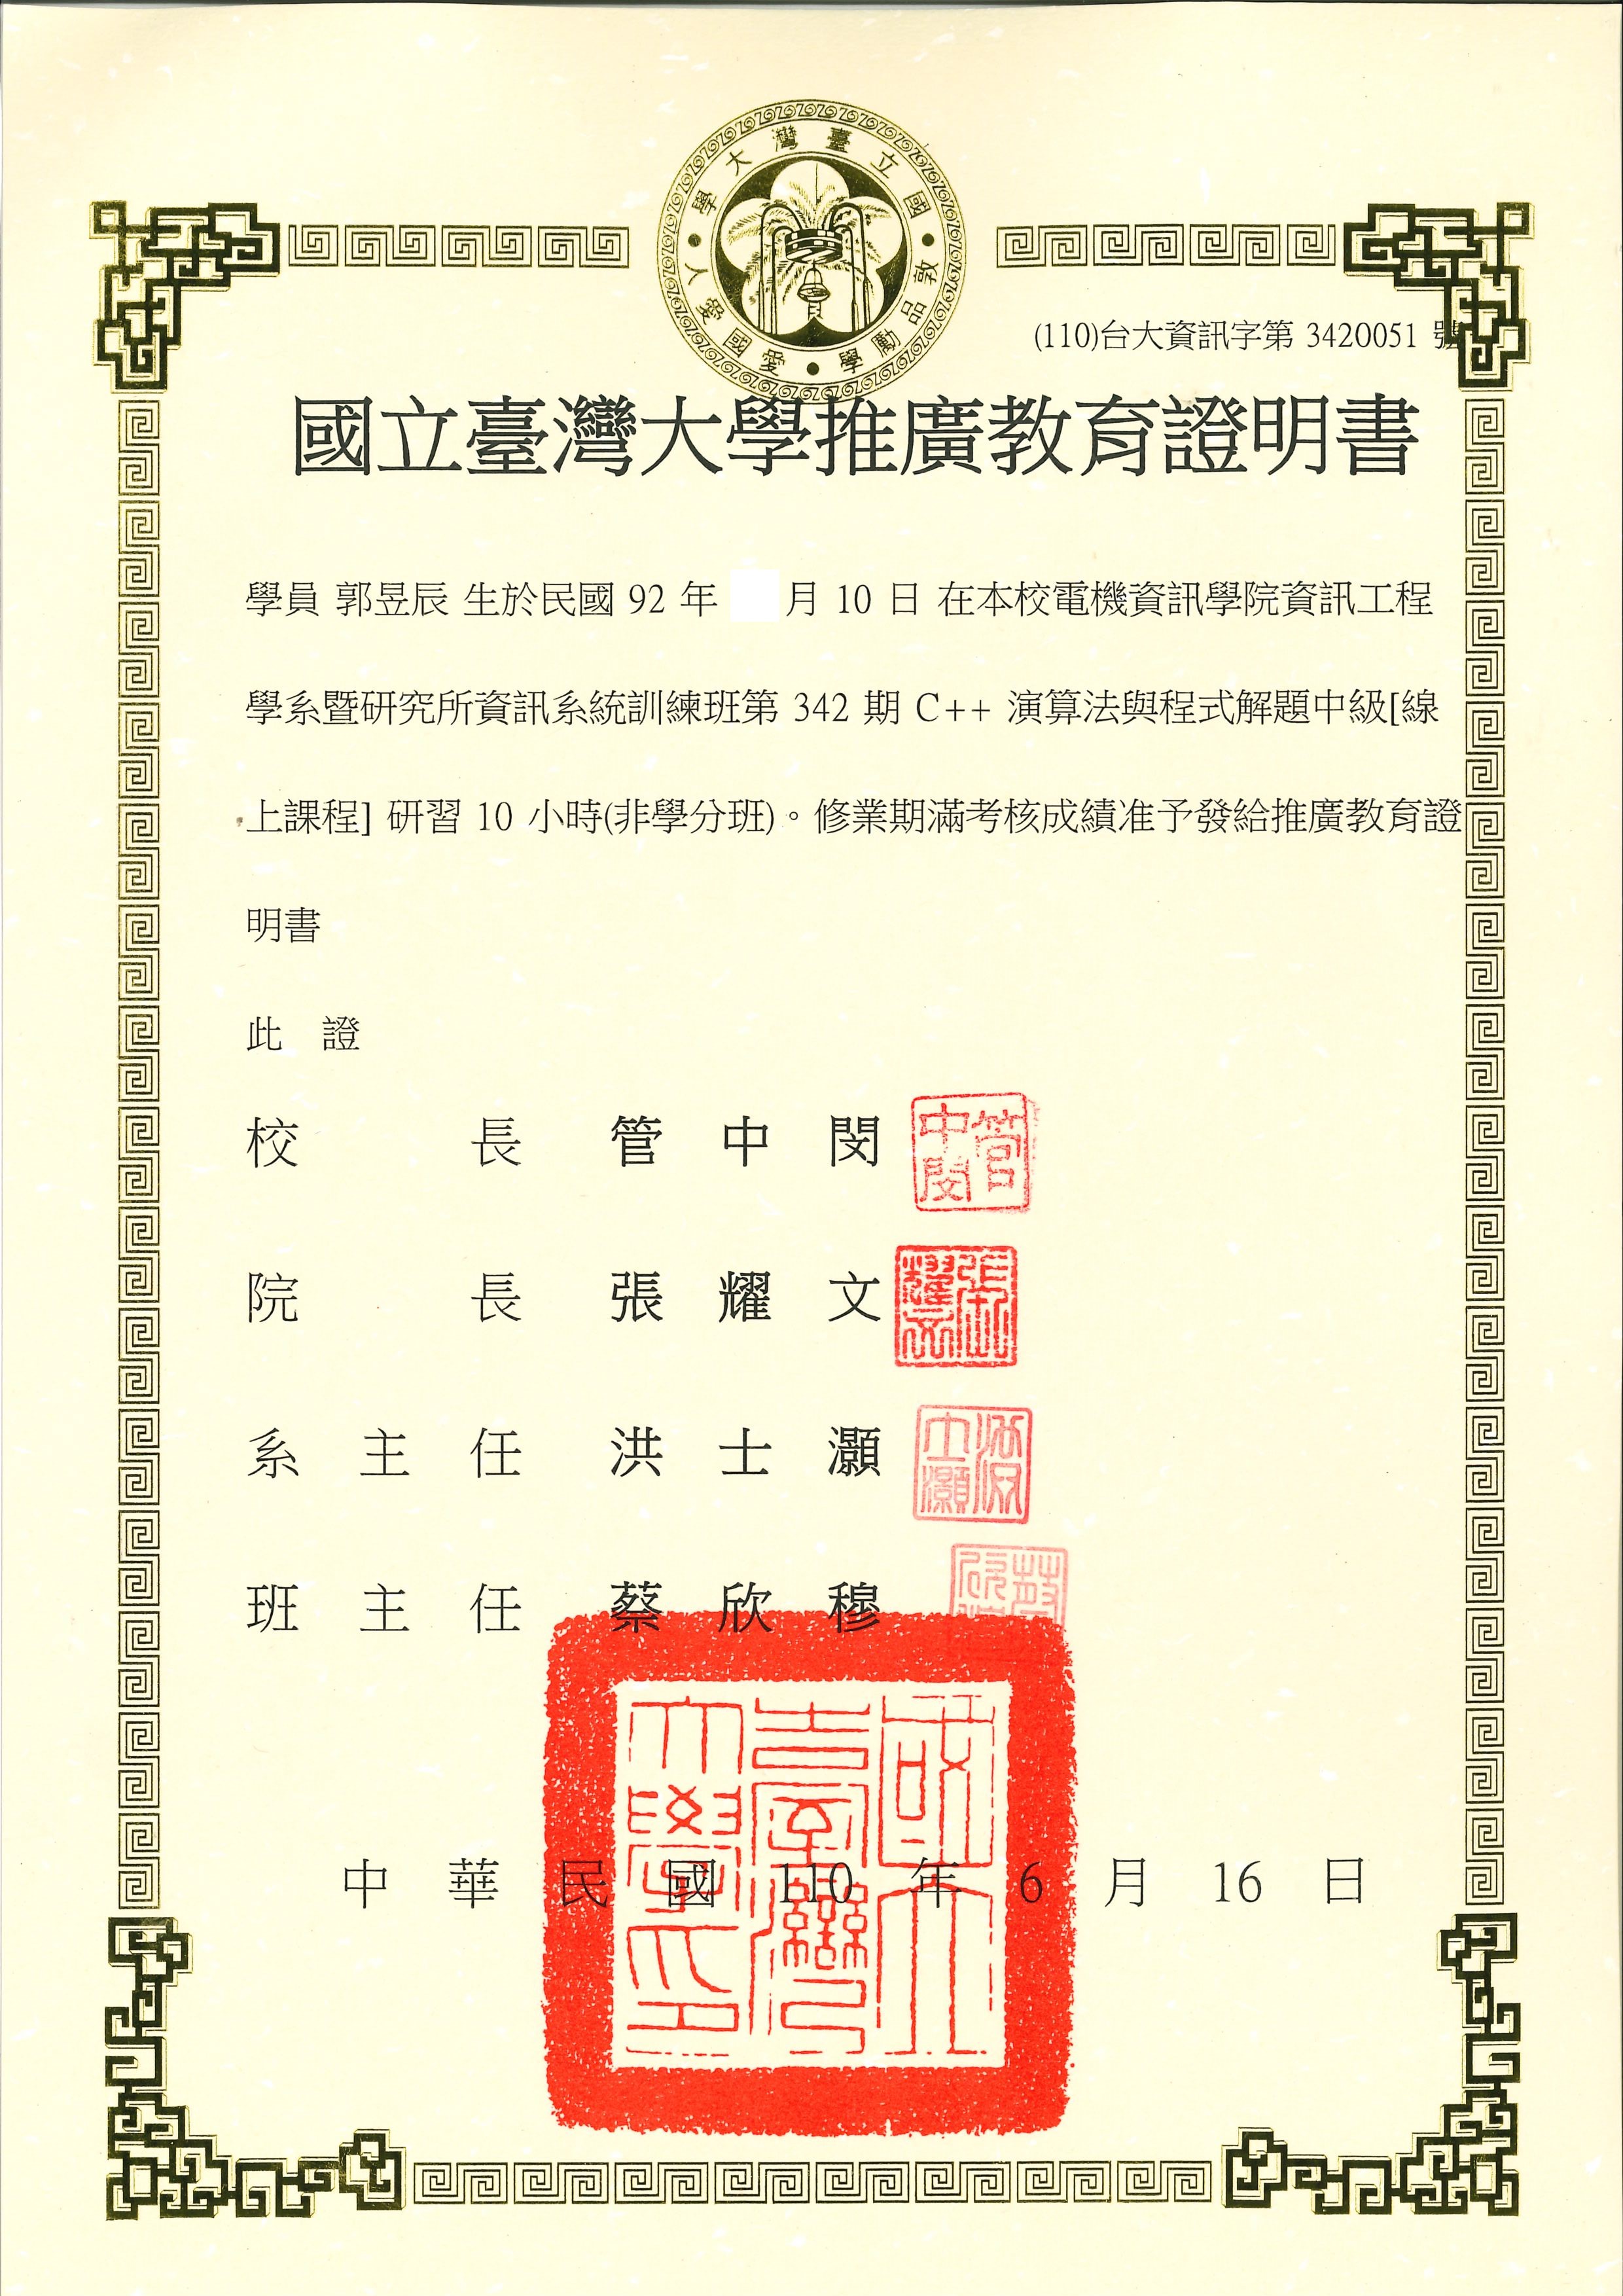 國立臺灣大學
敦品勵學
愛國愛人
(110)台大資訊字第 3420051 號
國立臺灣大學推廣教育證明書
學員 郭昱辰 生於民國 92 年 月 10 日 在本校電機資訊學院資訊工程
學系暨研究所資訊系統訓練班第 342 期 C++ 演算法與程式解題中級[線
上課程] 研習 10 小時(非學分班)。修業期滿考核成績准予發給推廣教育證
明書
此 證
校 長 管 中 閔
管中閔
院 長 張 耀 文
張耀文
系 主 任 洪 士 灝
洪士灝
班 主 任 蔡 欣 穆
國立臺灣大學印
中 華 民 國 110 年 6 月 16 日